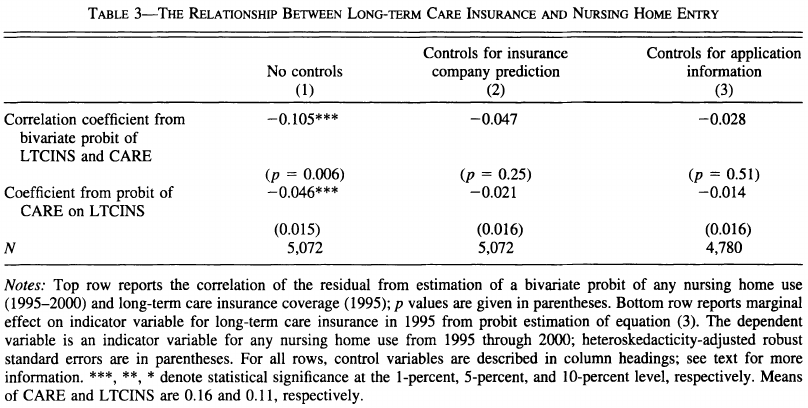 TABLE 3—THE RELATIONSHIP BETWEEN LONG-TERM CARE INSURANCE AND NURSING HOME ENTRY
No controls
(1)
Controls for insurance
company prediction
(2)
Controls for application
information
(3)
Correlation coefficient from
bivariate probit of
LTCINS and CARE
−0.105*** −0.047 −0.028
(p = 0.006) (p = 0.25) (p = 0.51)
Coefficient from probit of
CARE on LTCINS
−0.046*** −0.021 −0.014
(0.015) (0.016) (0.016)
N 5,072 5,072 4,780
Notes: Top row reports the correlation of the residual from estimation of a bivariate probit of any nursing home use
(1995–2000) and long-term care insurance coverage (1995); p values are given in parentheses. Bottom row reports marginal
effect on indicator variable for long-term care insurance in 1995 from probit estimation of equation (3). The dependent
variable is an indicator variable for any nursing home use from 1995 through 2000; heteroskedacticity-adjusted robust
standard errors are in parentheses. For all rows, control variables are described in column headings; see text for more
information. ***, **, * denote statistical significance at the 1-percent, 5-percent, and 10-percent level, respectively. Means
of CARE and LTCINS are 0.16 and 0.11, respectively.